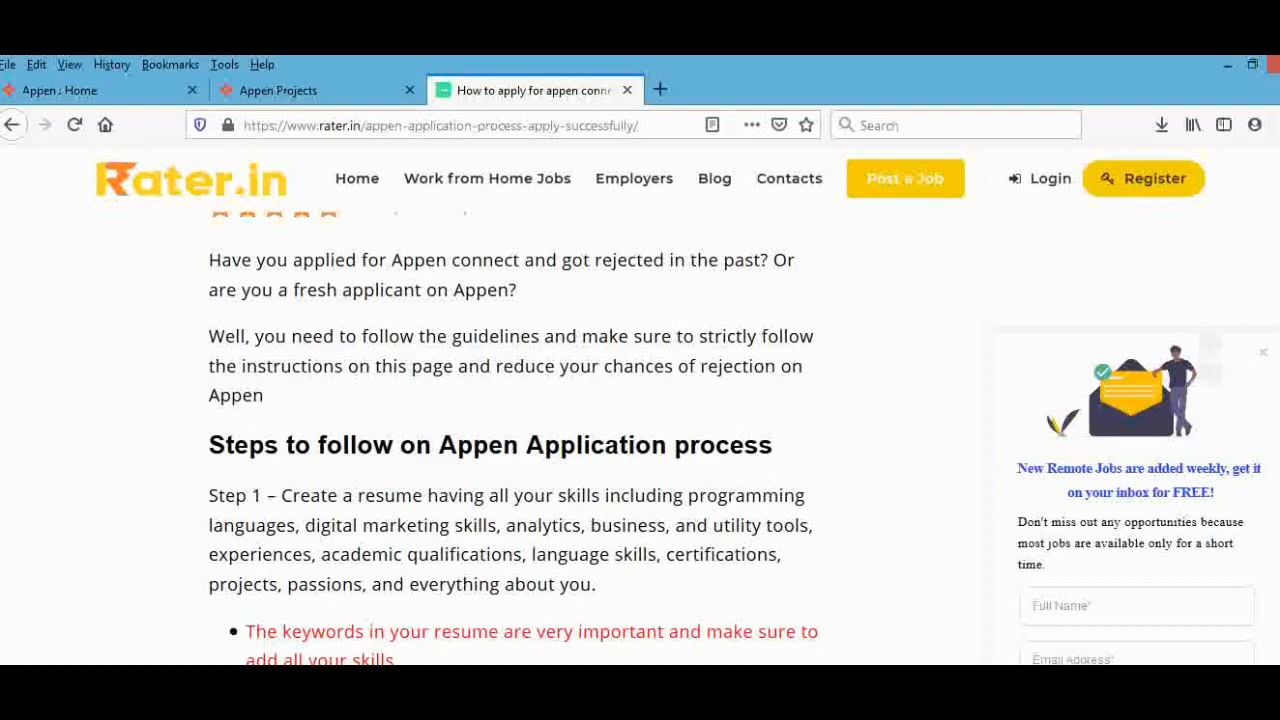 File Edit View History Bookmarks Tools Help
Appen : Home
Appen Projects
How to apply for appen conne
https://www.rater.in/appen-application-process-apply-successfully/
Search
Rater.in
Home
Work from Home Jobs
Employers
Blog
Contacts
Post a Job
Login
Register
Have you applied for Appen connect and got rejected in the past? Or
are you a fresh applicant on Appen?
Well, you need to follow the guidelines and make sure to strictly follow
the instructions on this page and reduce your chances of rejection on
Appen
Steps to follow on Appen Application process
Step 1 – Create a resume having all your skills including programming
languages, digital marketing skills, analytics, business, and utility tools,
experiences, academic qualifications, language skills, certifications,
projects, passions, and everything about you.
The keywords in your resume are very important and make sure to
add all your skills
New Remote Jobs are added weekly, get it
on your inbox for FREE!
Don't miss out any opportunities because
most jobs are available only for a short
time.
Full Name*
Email Address*